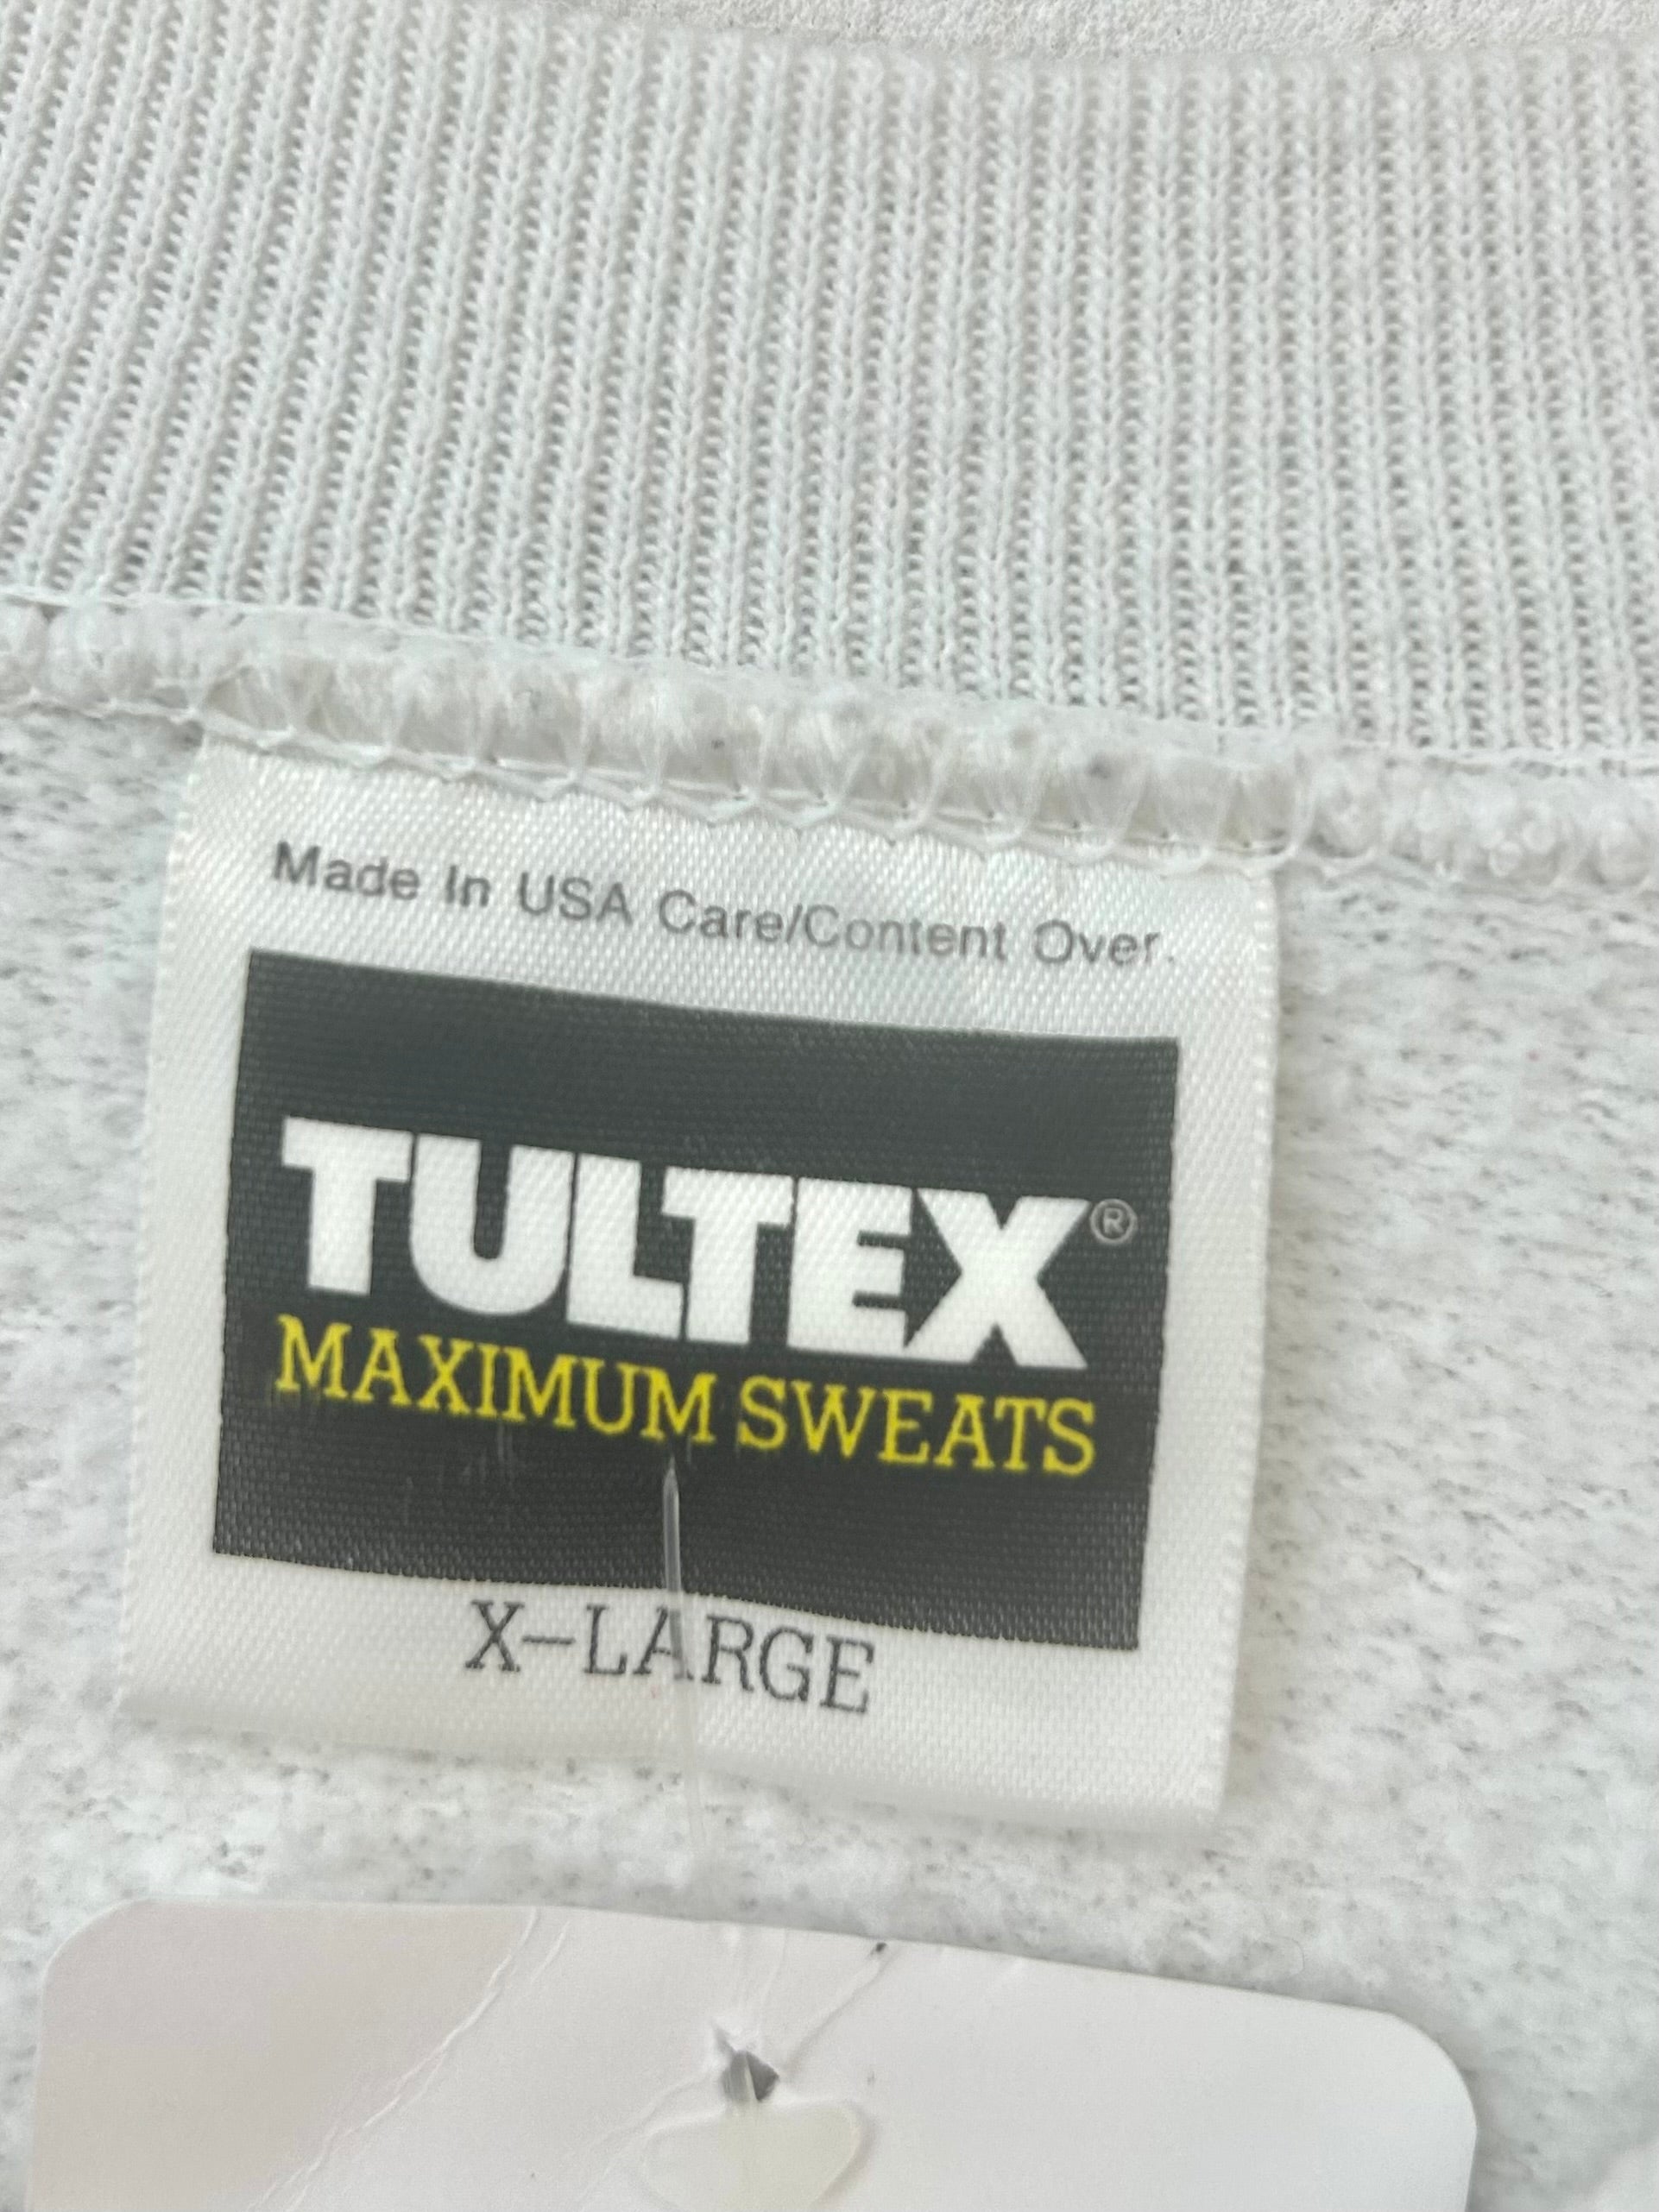 Made In USA Care/Content Over.
TULTEX®
MAXIMUM SWEATS
X-LARGE